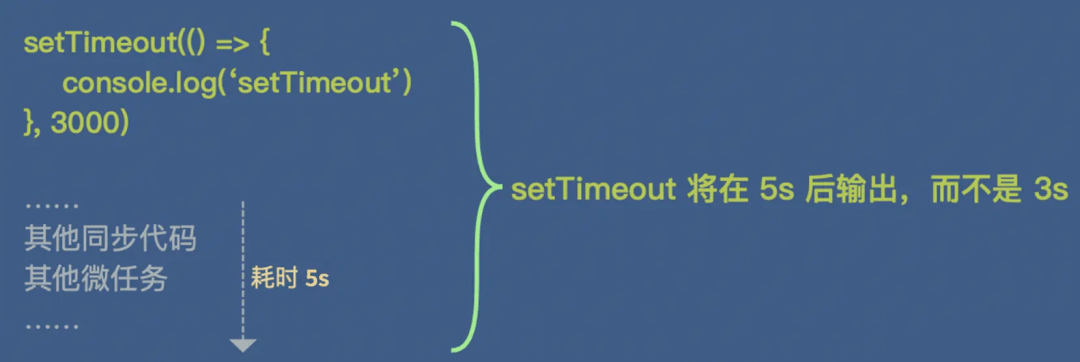 setTimeout(() => {
console.log(‘setTimeout’)
}, 3000)
setTimeout 将在 5s 后输出，而不是 3s
……
其他同步代码
其他微任务
耗时 5s
……